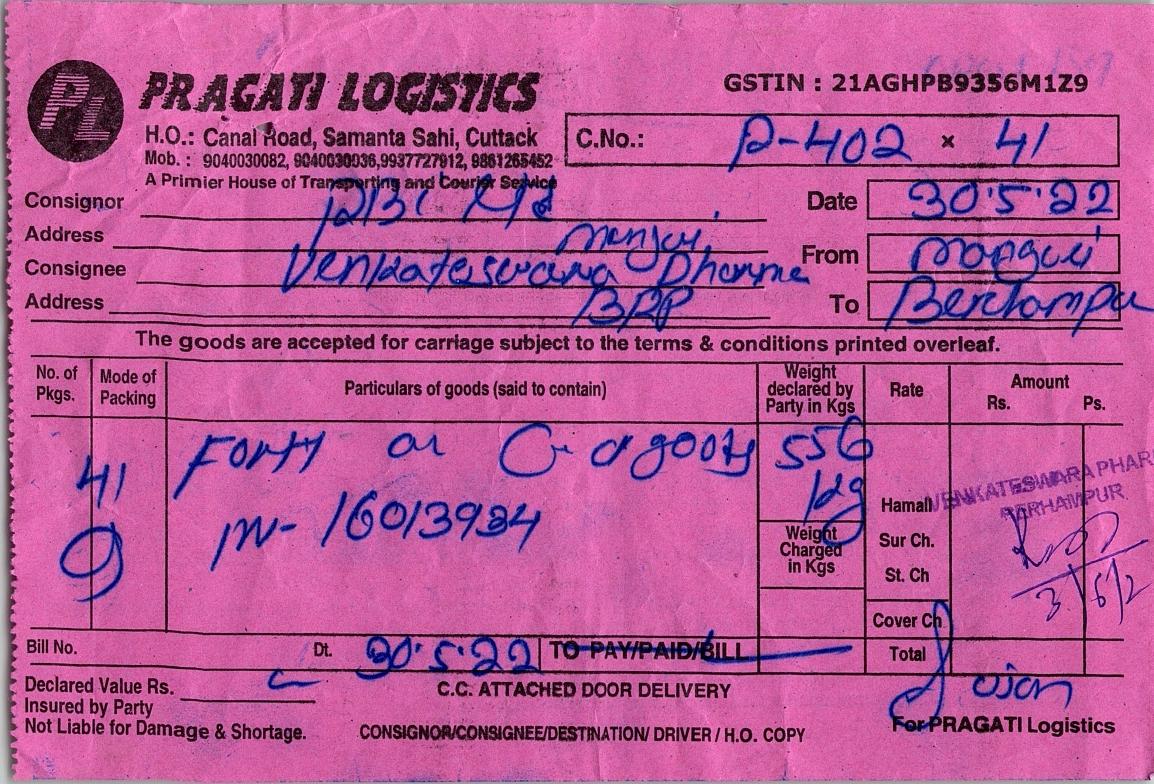 PL PRAGATI LOGISTICS
GSTIN : 21AGHPB9356M1Z9
H.O.: Canal Road, Samanta Sahi, Cuttack
Mob. : 9040030082, 9040030036,9937727912, 9861265452
A Primier House of Transporting and Courier Service
C.No.: P-402 x 41
Consignor
Date 30.5.22
Address
From
Consignee Venkateswara
Address BRP
To
The goods are accepted for carriage subject to the terms & conditions printed overleaf.
No. of Pkgs.
Mode of Packing
Particulars of goods (said to contain)
Weight declared by Party in Kgs
Rate
Amount
Rs. Ps.
41
556 kg
IN- 16013934
Weight Charged in Kgs
Hamali
Sur Ch.
St. Ch
Cover Ch
VENKATESWARA PHAR
BERHAMPUR.
Bill No. Dt. 30.5.22 TO PAY/PAID/BILL Total
Declared Value Rs.
C.C. ATTACHED DOOR DELIVERY
Insured by Party
Not Liable for Damage & Shortage.
CONSIGNOR/CONSIGNEE/DESTINATION/ DRIVER / H.O. COPY
For PRAGATI Logistics